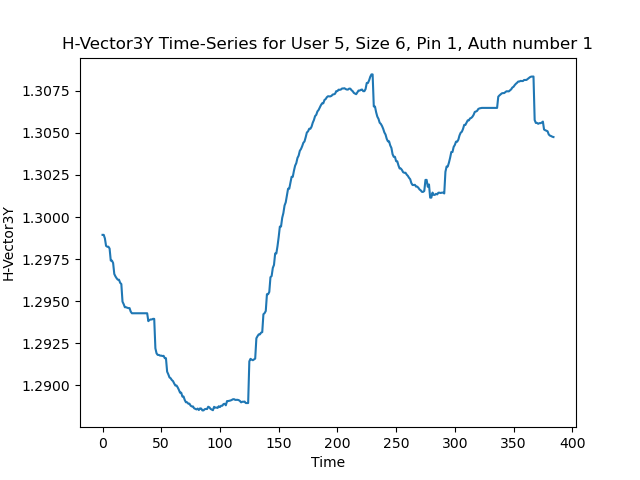 H-Vector3Y Time-Series for User 5, Size 6, Pin 1, Auth number 1
H-Vector3Y
1.3075
1.3050
1.3025
1.3000
1.2975
1.2950
1.2925
1.2900
0 50 100 150 200 250 300 350 400
Time